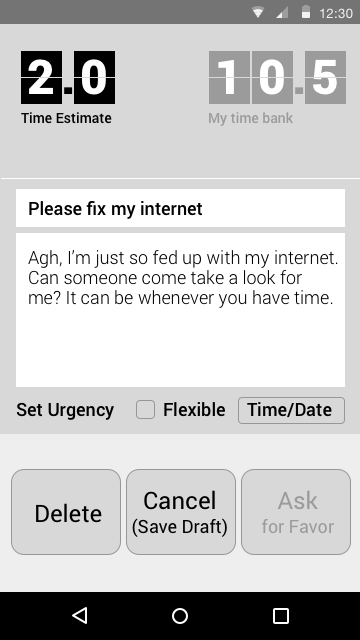 12:30
2.0 10.5
Time Estimate My time bank
Please fix my internet
Agh, I'm just so fed up with my internet.
Can someone come take a look for
me? It can be whenever you have time.
Set Urgency Flexible Time/Date
Delete Cancel Ask
(Save Draft) for Favor